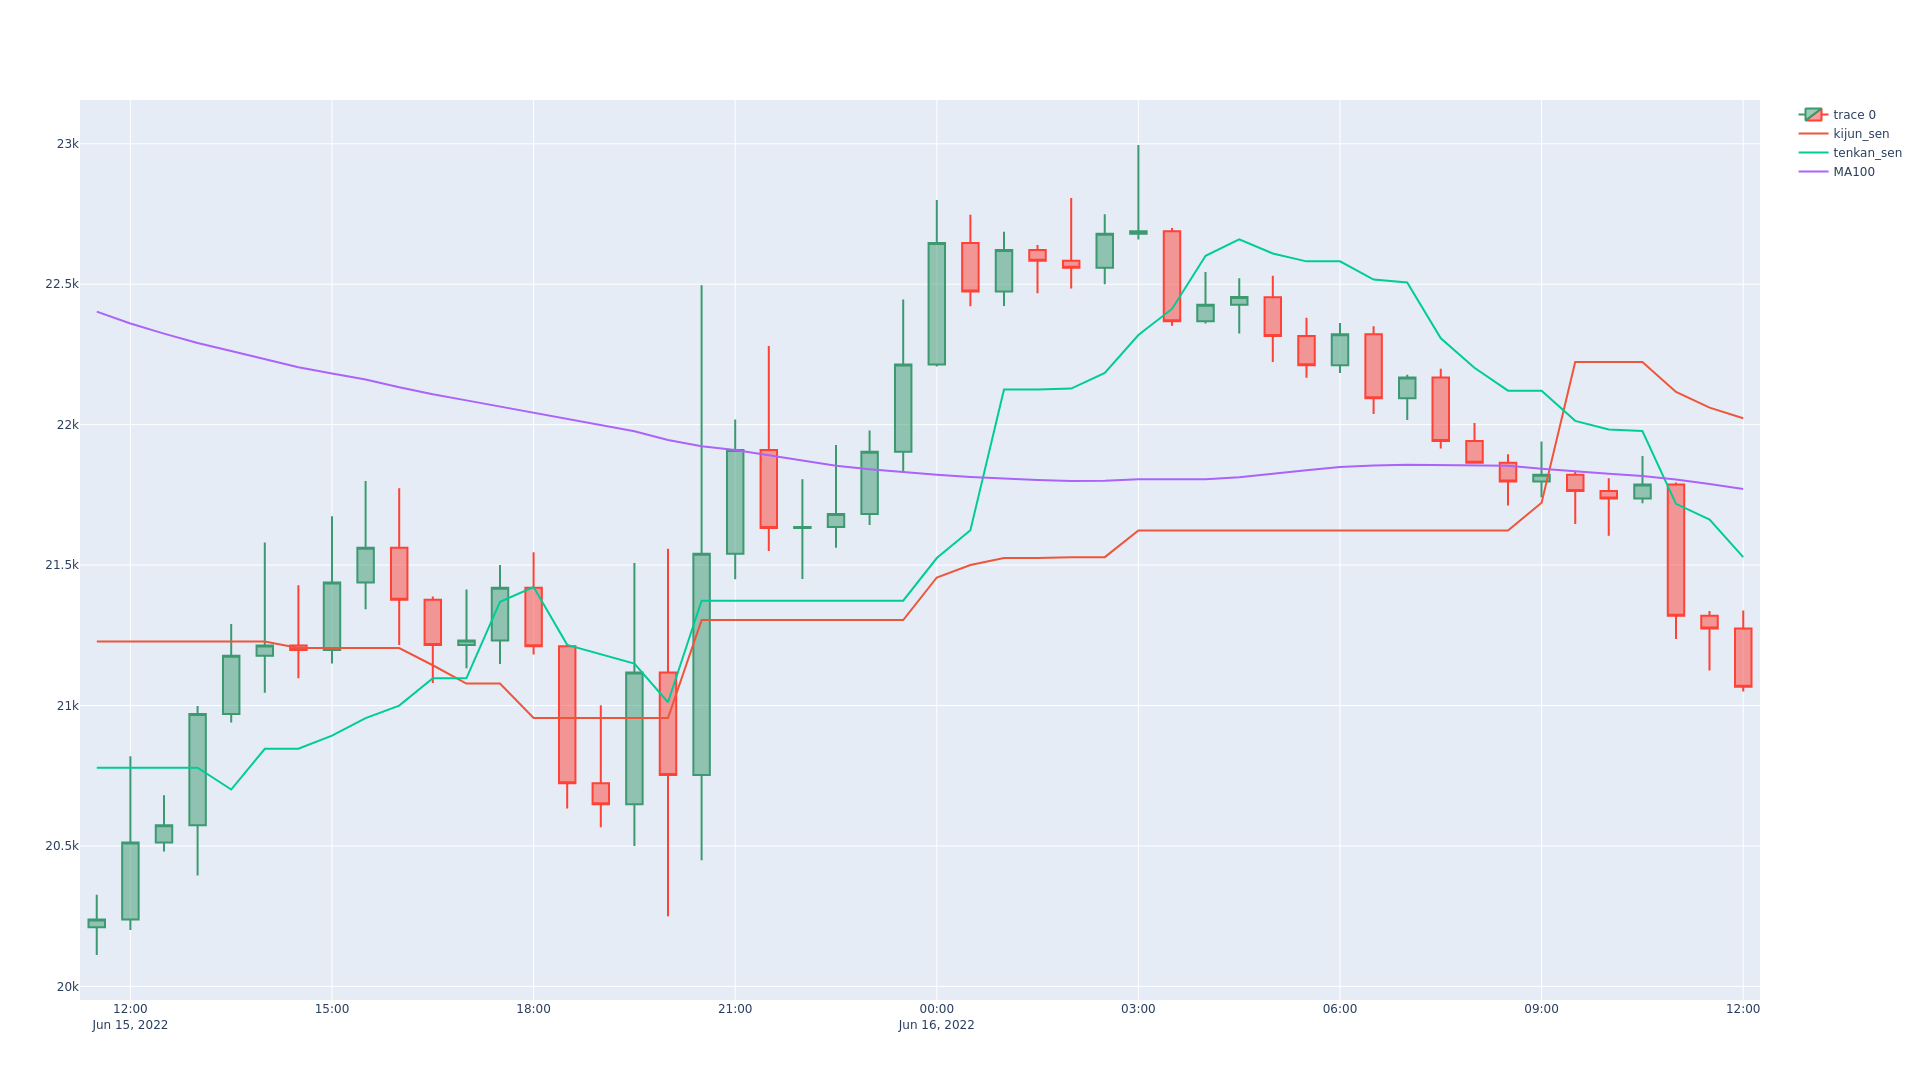 trace 0
kijun_sen
tenkan_sen
MA100
23k
22.5k
22k
21.5k
21k
20.5k
20k
12:00 15:00 18:00 21:00 00:00 03:00 06:00 09:00 12:00
Jun 15, 2022 Jun 16, 2022